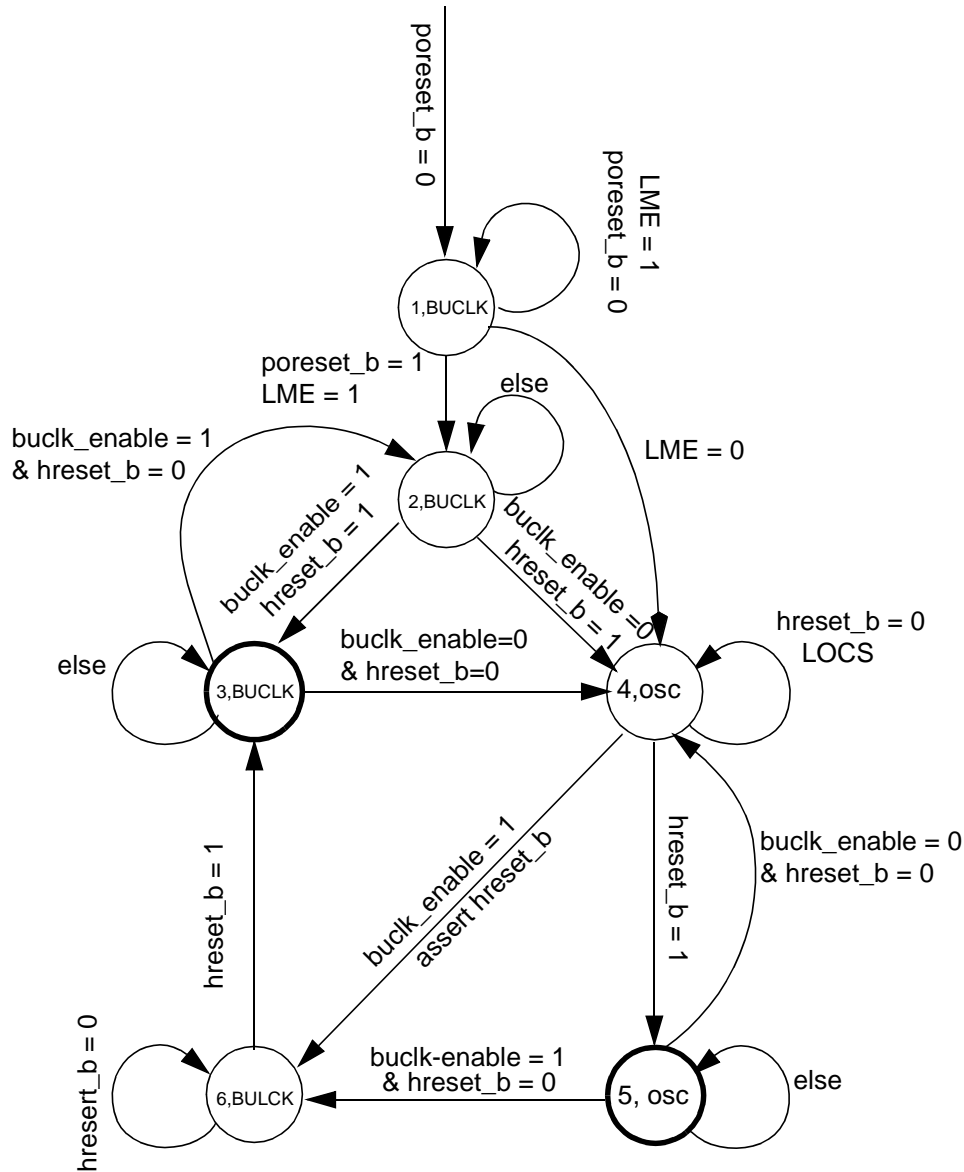 poreset_b = 0
LME = 1
poreset_b = 0
1,BUCLK
poreset_b = 1
LME = 1
else
buclk_enable = 1
& hreset_b = 0
LME = 0
2,BUCLK
buclk_enable = 1
hreset_b = 1
buclk_enable =0
hreset_b = 1
hreset_b = 0
LOCS
else
buclk_enable=0
& hreset_b=0
3,BUCLK
4,osc
buclk_enable = 1
assert hreset_b
hreset_b = 1
buclk_enable = 0
& hreset_b = 0
hreset_b = 1
hresert_b = 0
buclk-enable = 1
& hreset_b = 0
6,BULCK
5, osc
else